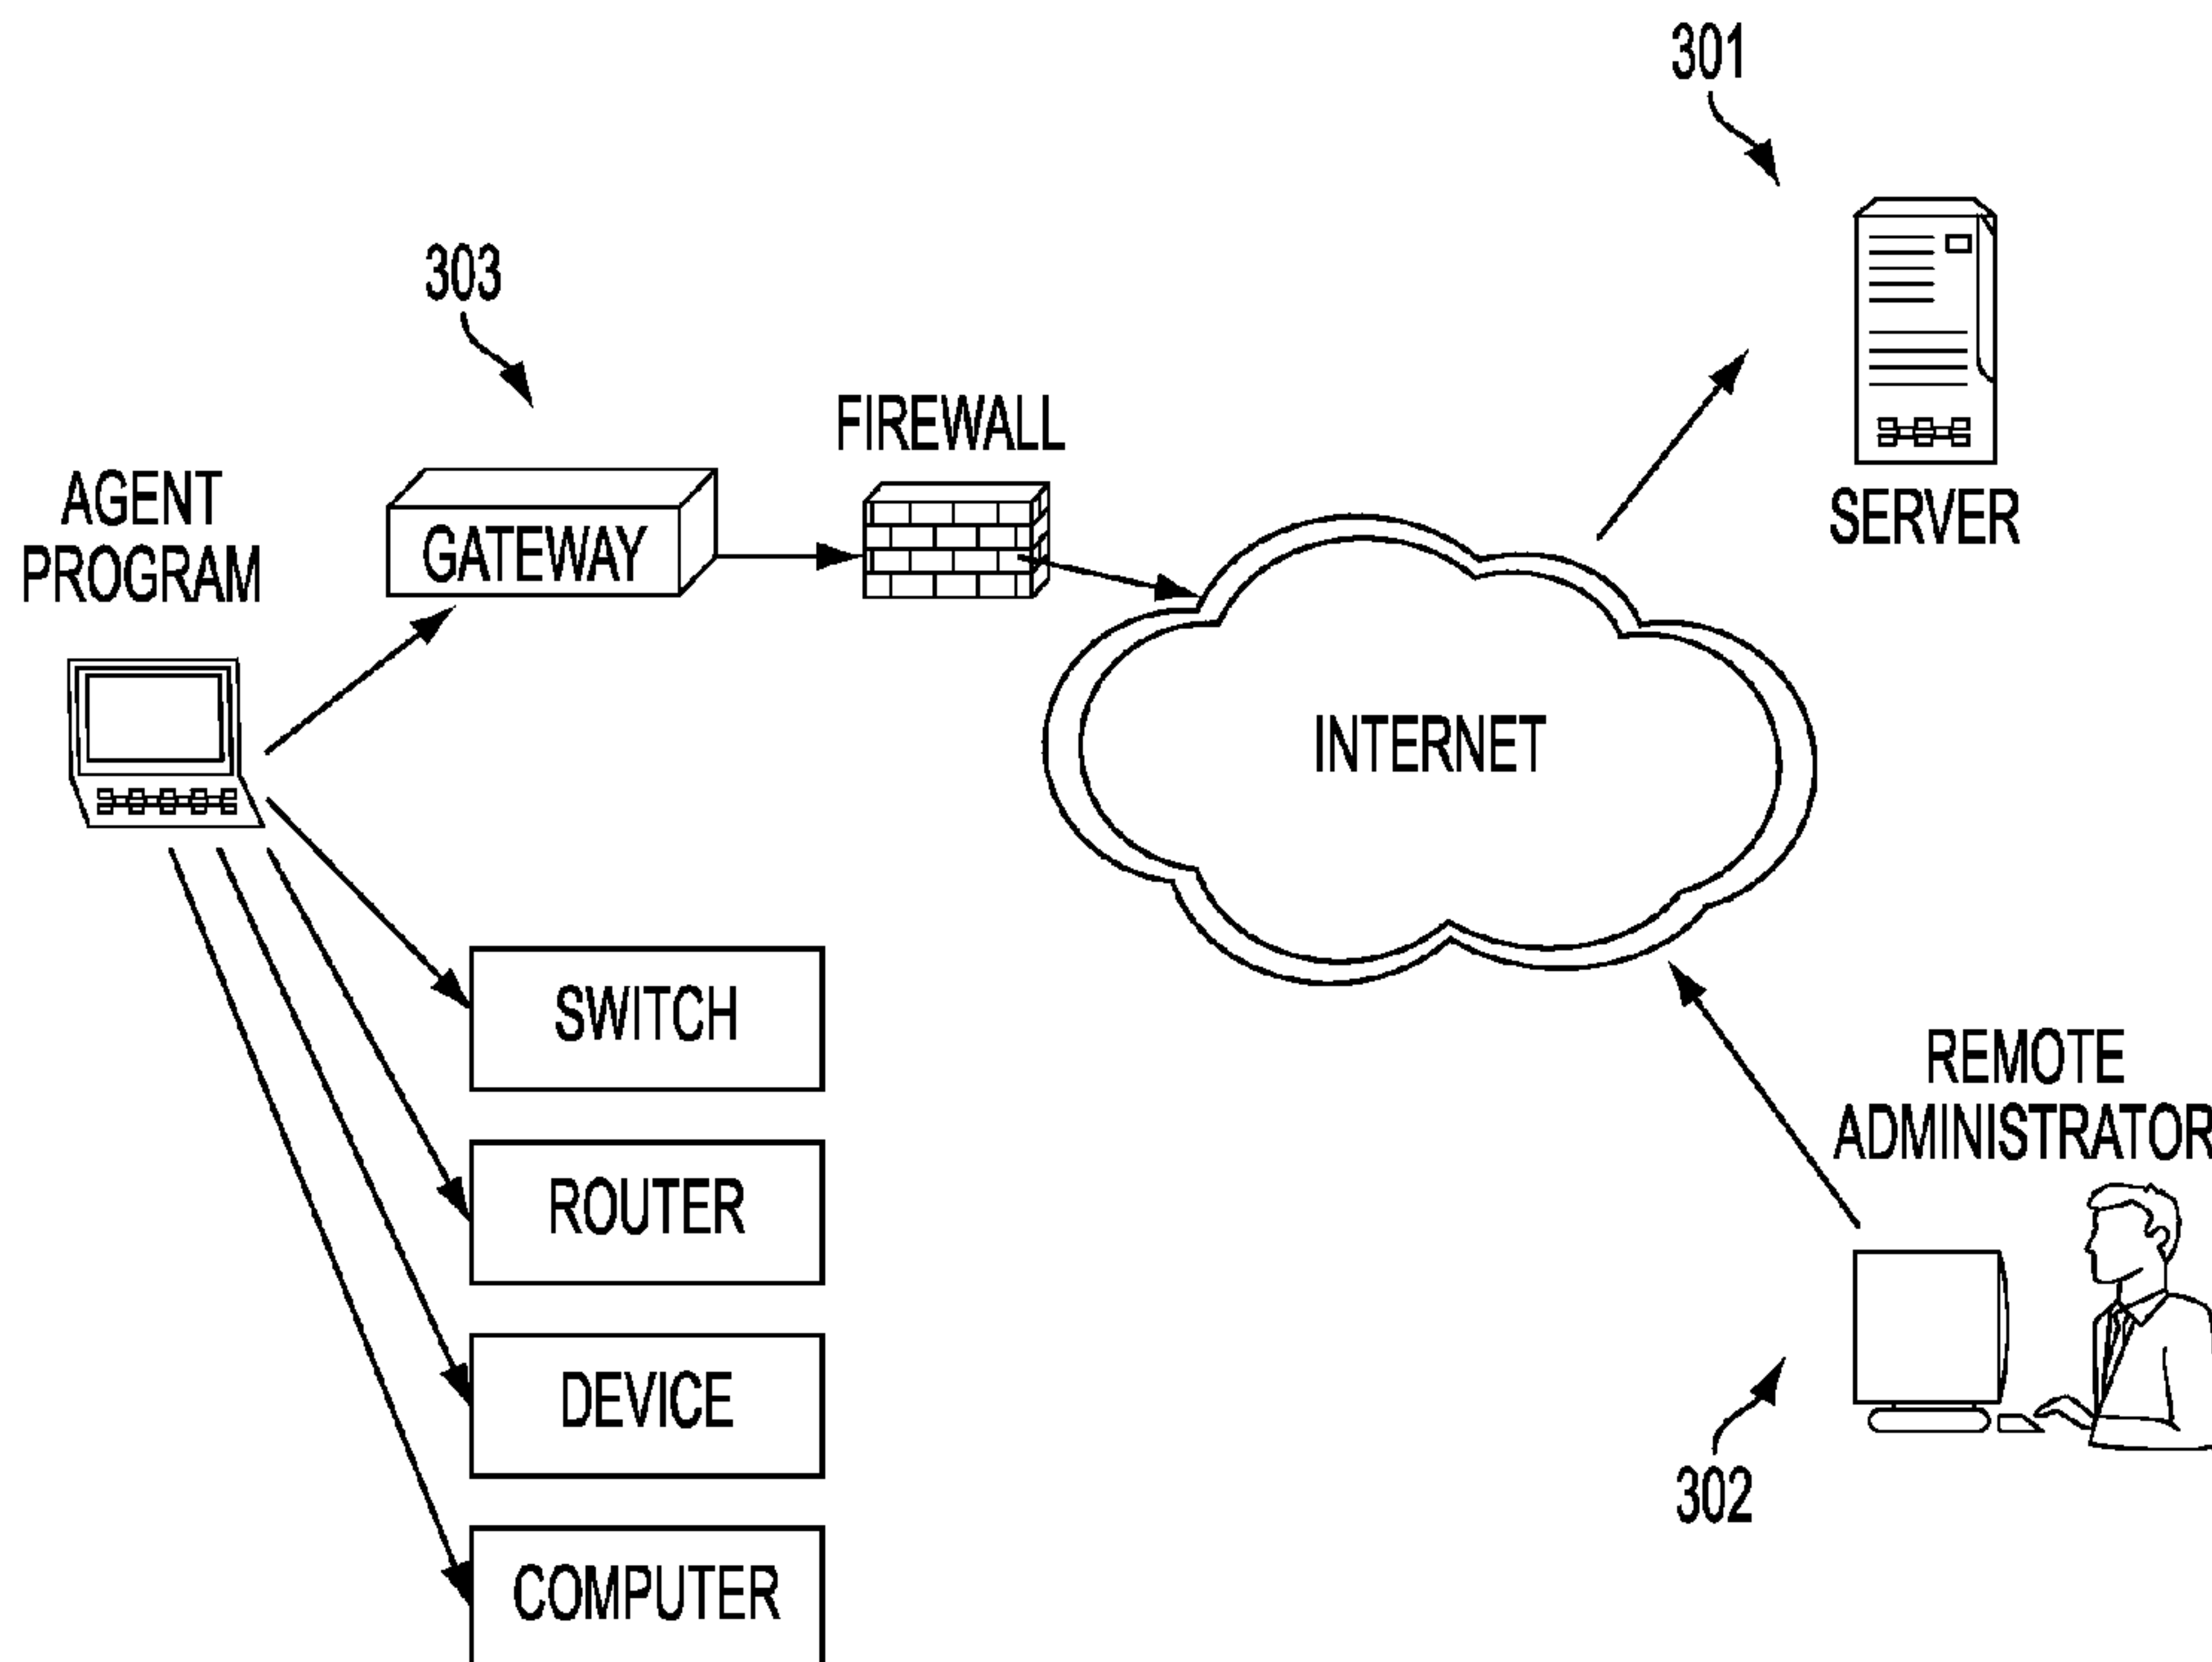 301
303
FIREWALL
AGENT
PROGRAM
GATEWAY
SERVER
INTERNET
SWITCH
REMOTE
ADMINISTRATOR
ROUTER
DEVICE
302
COMPUTER